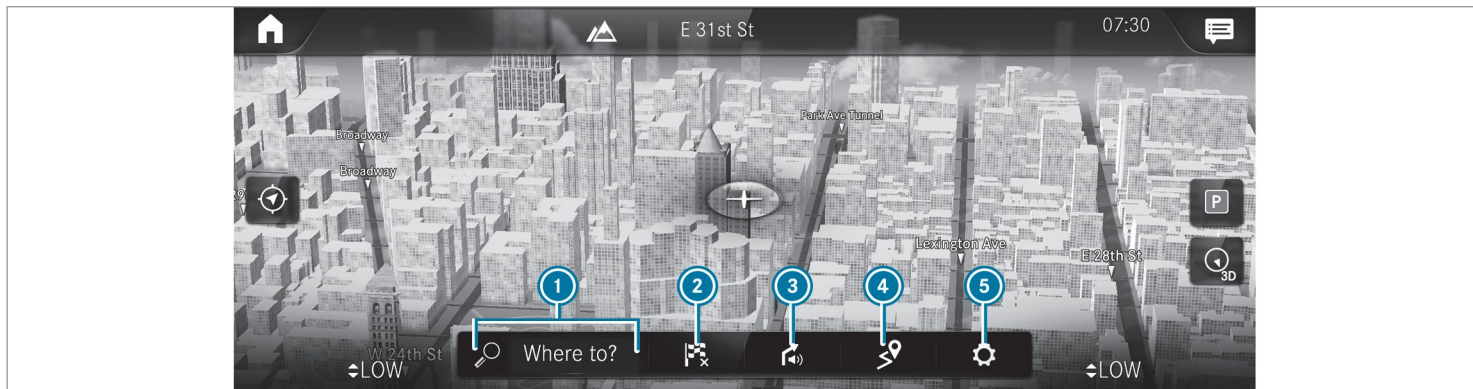 E 31st St
07:30
Park Ave Tunnel
Broadway
Broadway
29
P
Lexington Ave
E 28th St
3D
1
2
3
4
5
Where to?
W 24th St
LOW
LOW